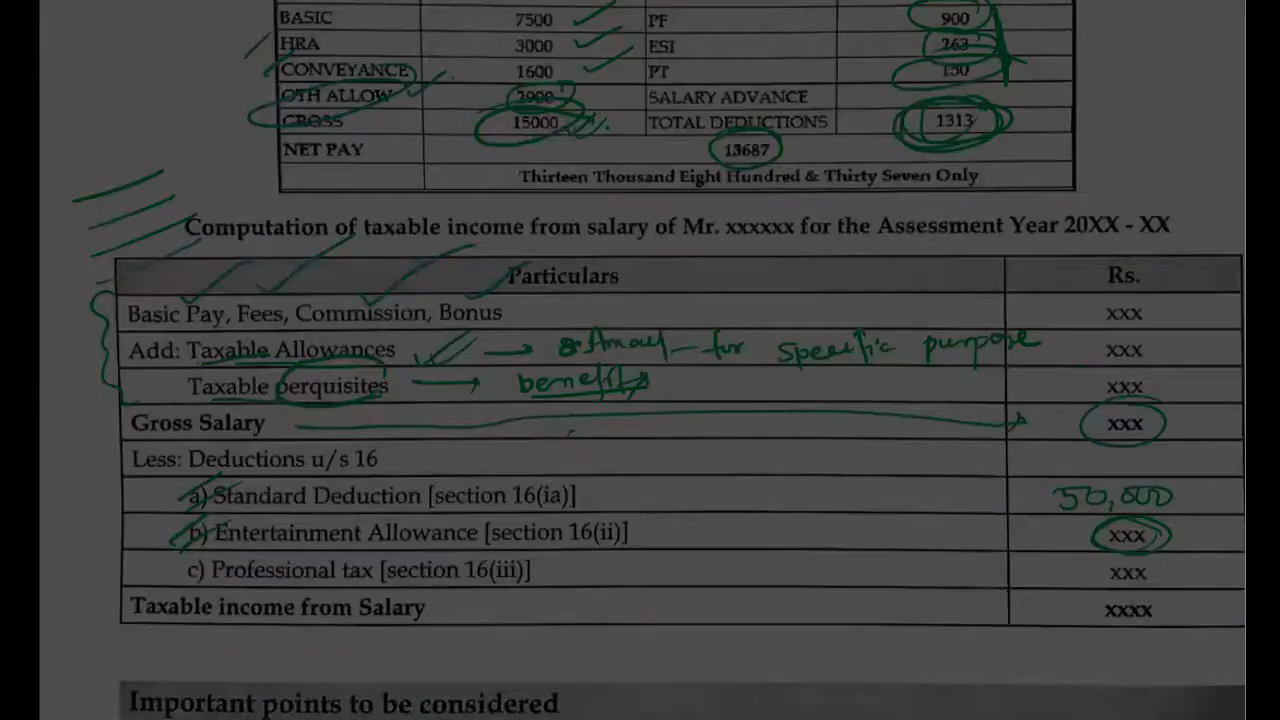 BASIC 7500 PF 900
HRA 3000 ESI 263
CONVEYANCE 1600 PT 150
OTH ALLOW 2900 SALARY ADVANCE
GROSS 15000 TOTAL DEDUCTIONS 1313
NET PAY 13687
Thirteen Thousand Eight Hundred & Thirty Seven Only
Computation of taxable income from salary of Mr. xxxxxx for the Assessment Year 20XX - XX
Particulars Rs.
Basic Pay, Fees, Commission, Bonus xxx
Add: Taxable Allowances → for specific purpose xxx
Taxable perquisites → benefits xxx
Gross Salary xxx
Less: Deductions u/s 16
a) Standard Deduction [section 16(ia)] 50,000
b) Entertainment Allowance [section 16(ii)] xxx
c) Professional tax [section 16(iii)] xxx
Taxable income from Salary xxxx
Important points to be considered